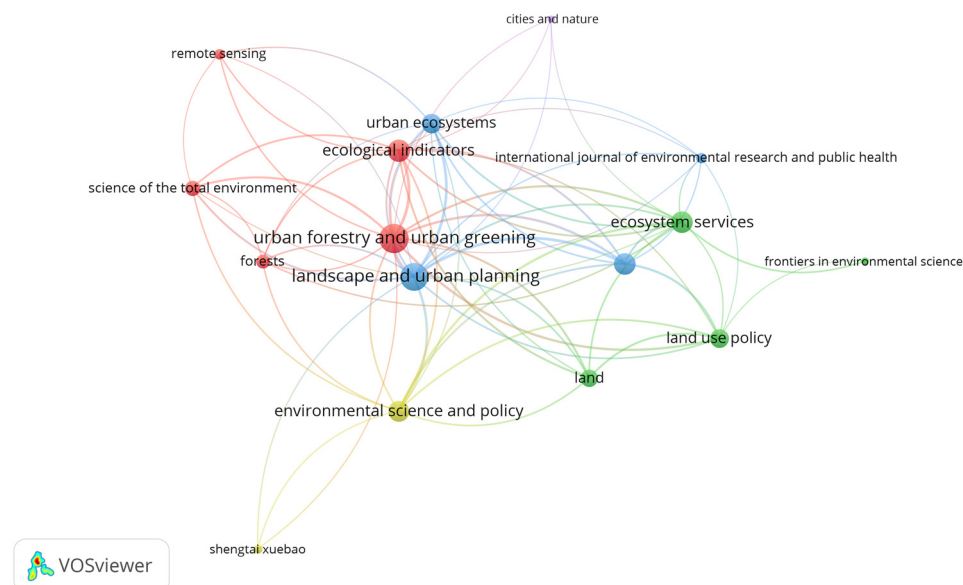 cities and nature
remote sensing
urban ecosystems
ecological indicators
international journal of environmental research and public health
science of the total environment
ecosystem services
urban forestry and urban greening
forests
frontiers in environmental science
landscape and urban planning
land use policy
land
environmental science and policy
shengtai xuebao
VOSviewer